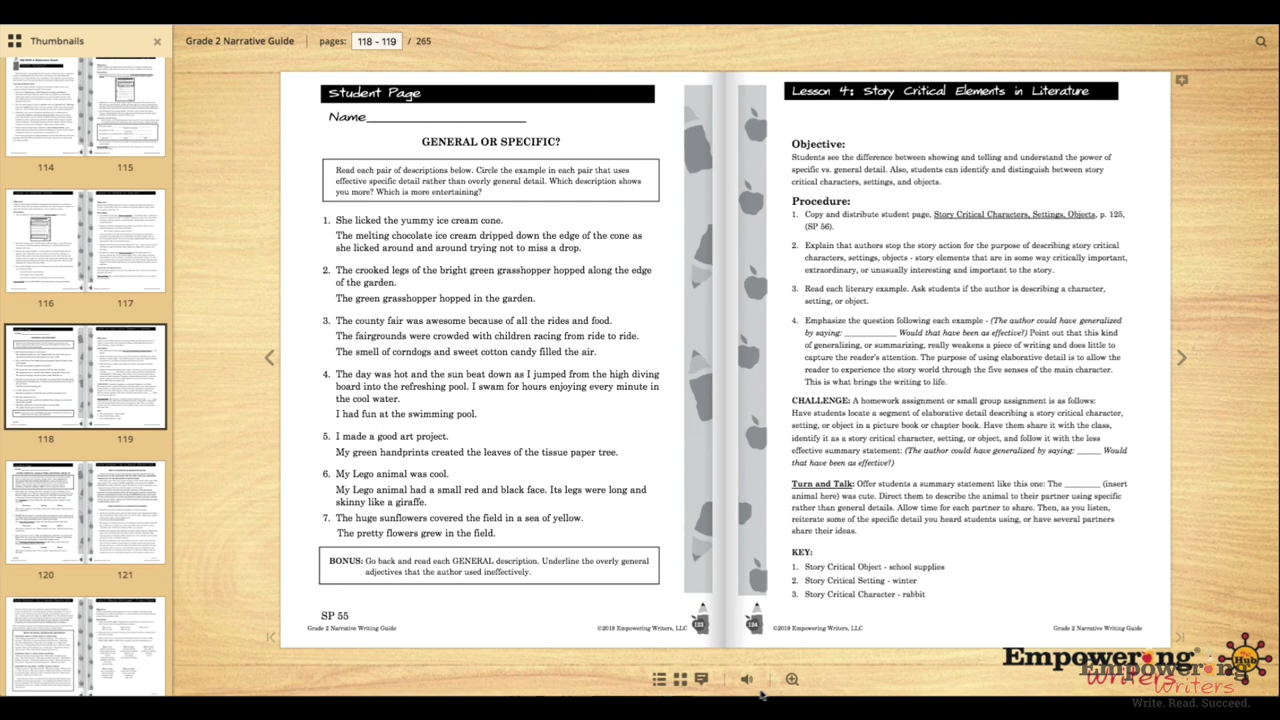 Thumbnails
Grade 2 Narrative Guide
pages: 118 - 119 / 265
114 115
116 117
118 119
120 121
Student Page
Name
GENERAL OR SPECIFIC?
Read each pair of descriptions below. Circle the example in each pair that uses
effective specific detail rather than overly general detail. Which description shows
you more? Which is more entertaining?
1. She licked the yummy ice cream cone.
The melting chocolate ice cream dripped down the side of the cone as
she licked around and around trying not to miss a drop.
2. The crooked legs of the bright green grasshopper hopped along the edge
of the garden.
The green grasshopper hopped in the garden.
3. The county fair was awesome because of all the rides and food.
The fairgrounds were crowded with children racing from ride to ride.
The smell of corndogs and sweet cotton candy filled the air.
4. The day was hot and the sun beat down as I jumped from the high diving
board into the refreshing pool. I swam for hours enjoying every minute in
the cool water.
I had fun at the swimming pool.
5. I made a good art project.
My green handprints created the leaves of the tissue paper tree.
6. My Lego animal was cool.
My Lego animal had a small red and black face. Its legs were long and
skinny like a giraffe.
7. The huge sunflowers covered the field in a sea of yellow.
The pretty flowers grew in the field.
BONUS: Go back and read each GENERAL description. Underline the overly general
adjectives that the author used ineffectively.
SP 55
Grade 2 Narrative Writing Guide
©2019 Empowering Writers, LLC
123
Lesson 4: Story Critical Elements in Literature
Objective:
Students see the difference between showing and telling and understand the power of
specific vs. general detail. Also, students can identify and distinguish between story
critical characters, settings, and objects.
Procedure:
1. Copy and distribute student page, Story Critical Characters, Settings, Objects, p. 125,
(SP 56).
2. Explain that authors stop the story action for the purpose of describing story critical
characters, settings, objects - story elements that are in some way critically important,
extraordinary, or unusually interesting and important to the story.
3. Read each literary example. Ask students if the author is describing a character,
setting, or object.
4. Emphasize the question following each example - (The author could have generalized
by saying: ____________ Would that have been as effective?) Point out that this kind
of generalizing, or summarizing, really weakens a piece of writing and does little to
capture the reader's attention. The purpose of using elaborative detail is to allow the
reader to experience the story world through the five senses of the main character.
This is what brings the writing to life.
CHALLENGE: A homework assignment or small group assignment is as follows:
Have students locate a segment of elaborative detail describing a story critical character,
setting, or object in a picture book or chapter book. Have them share it with the class,
identify it as a story critical character, setting, or object, and follow it with the less
effective summary statement: (The author could have generalized by saying: ______ Would
that have been as effective?)
Turn and Talk: Offer students a summary statement like this one: The ________ (insert
animal here) was cute. Direct them to describe the animal to their partner using specific
rather than general details. Allow time for each partner to share. Then, as you listen,
reiterate some of the specific detail you heard students using, or have several partners
share their ideas.
KEY:
1. Story Critical Object - school supplies
2. Story Critical Setting - winter
3. Story Critical Character - rabbit
124
©2019 Empowering Writers, LLC
Grade 2 Narrative Writing Guide
Empowering
Writers
the Hub
Empowering
Writers
Write. Read. Succeed.